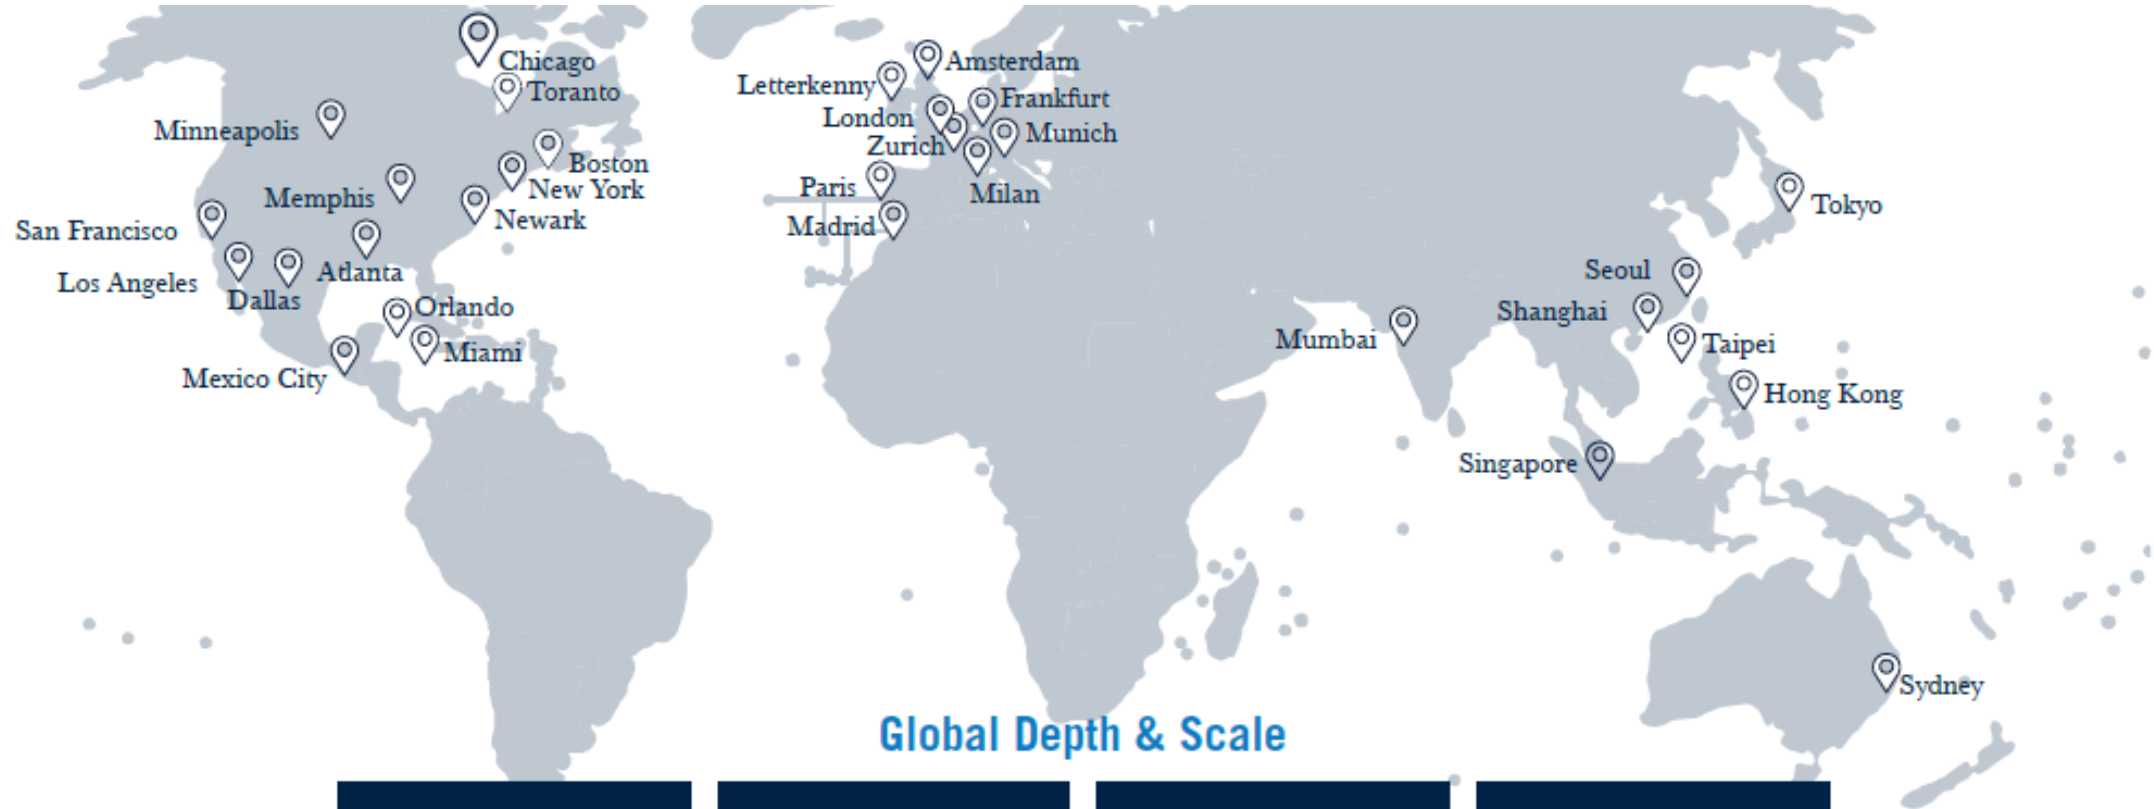 Chicago
Toranto
Minneapolis
Boston
New York
Memphis
Newark
San Francisco
Atlanta
Los Angeles
Dallas
Orlando
Miami
Mexico City
Amsterdam
Letterkenny
Frankfurt
London
Munich
Zurich
Paris
Milan
Madrid
Tokyo
Seoul
Shanghai
Mumbai
Taipei
Hong Kong
Singapore
Sydney
Global Depth & Scale